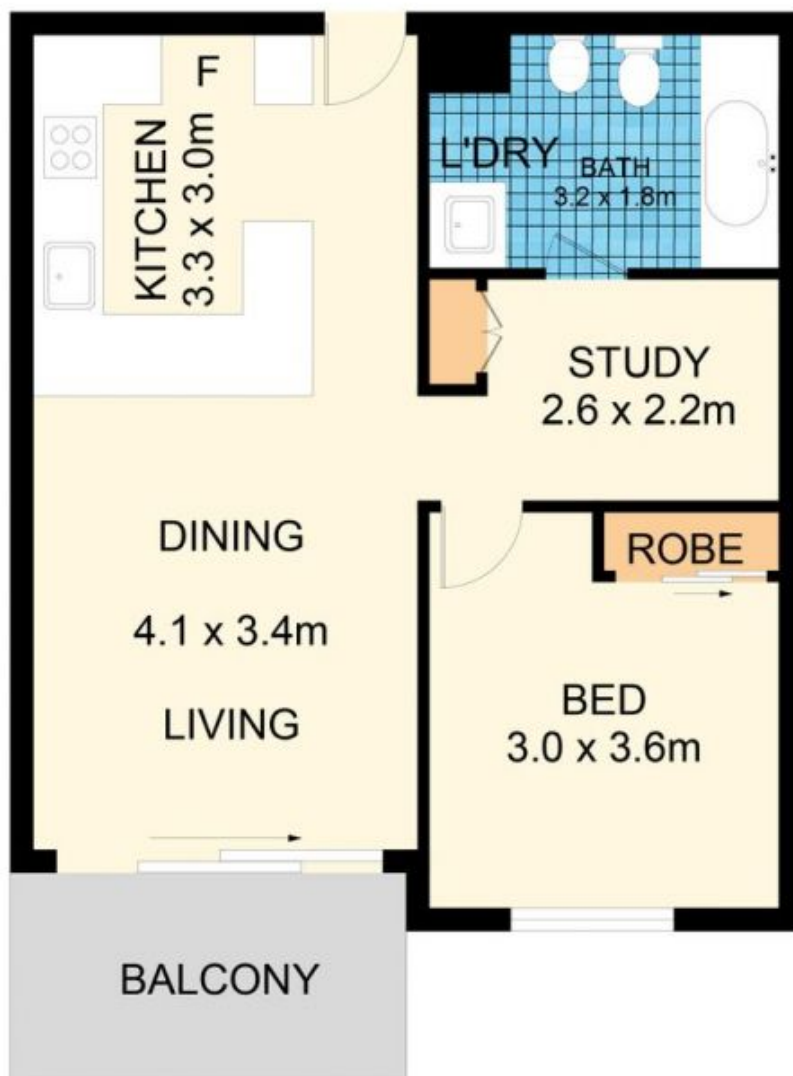 F
KITCHEN
3.3 x 3.0m
L'DRY
BATH
3.2 x 1.8m
STUDY
2.6 x 2.2m
DINING
4.1 x 3.4m
LIVING
ROBE
BED
3.0 x 3.6m
BALCONY